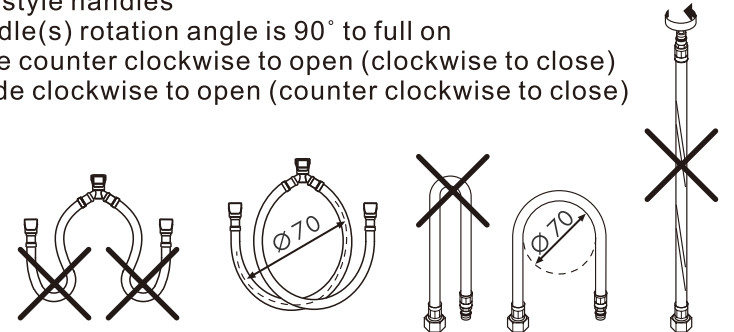 style handles
dle(s) rotation angle is 90° to full on
e counter clockwise to open (clockwise to close)
de clockwise to open (counter clockwise to close)
Ø70
Ø70